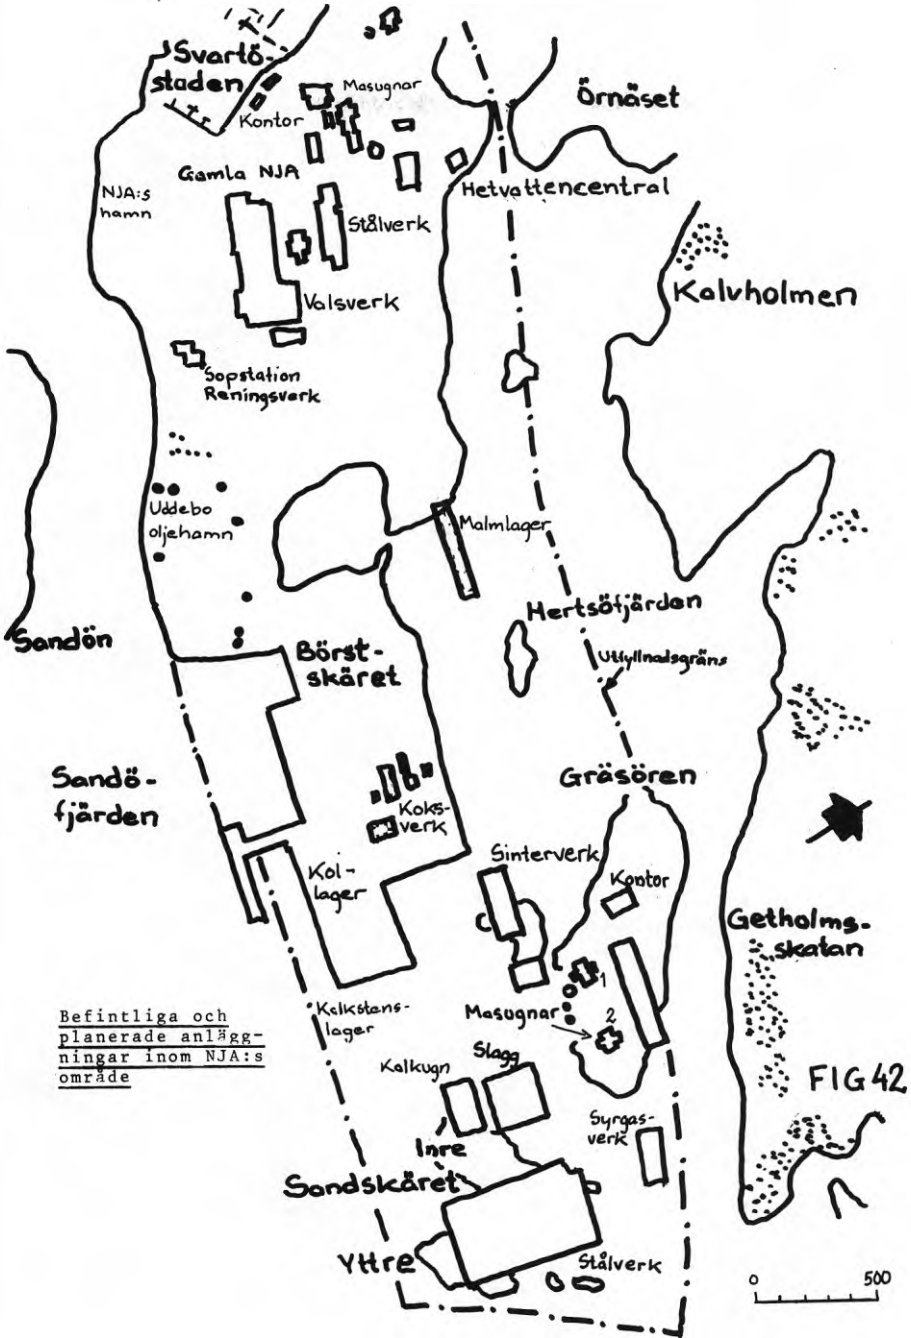 Svartö-
staden
Masugnar
Örnäset
Kontor
Gamla NJA
Hetvattencentral
NJA:s
hamn
Stålverk
Kalvholmen
Valsverk
Sopstation
Reningsverk
Uddebo
oljehamn
Malmlager
Hertsöfjärden
Sandön
Börst-
skäret
Utfyllnadsgräns
Sandö-
fjärden
Gräsören
Koks-
verk
Sinterverk
Kol-
lager
Kontor
Getholms-
skatan
1
Kalkstens-
lager
Masugnar
2
Befintliga och
planerade anlägg-
ningar inom NJA:s
område
Kalkugn
Slagg
FIG 42
Syrgas-
verk
Inre
Sandskäret
Yttre
Stålverk
0 500